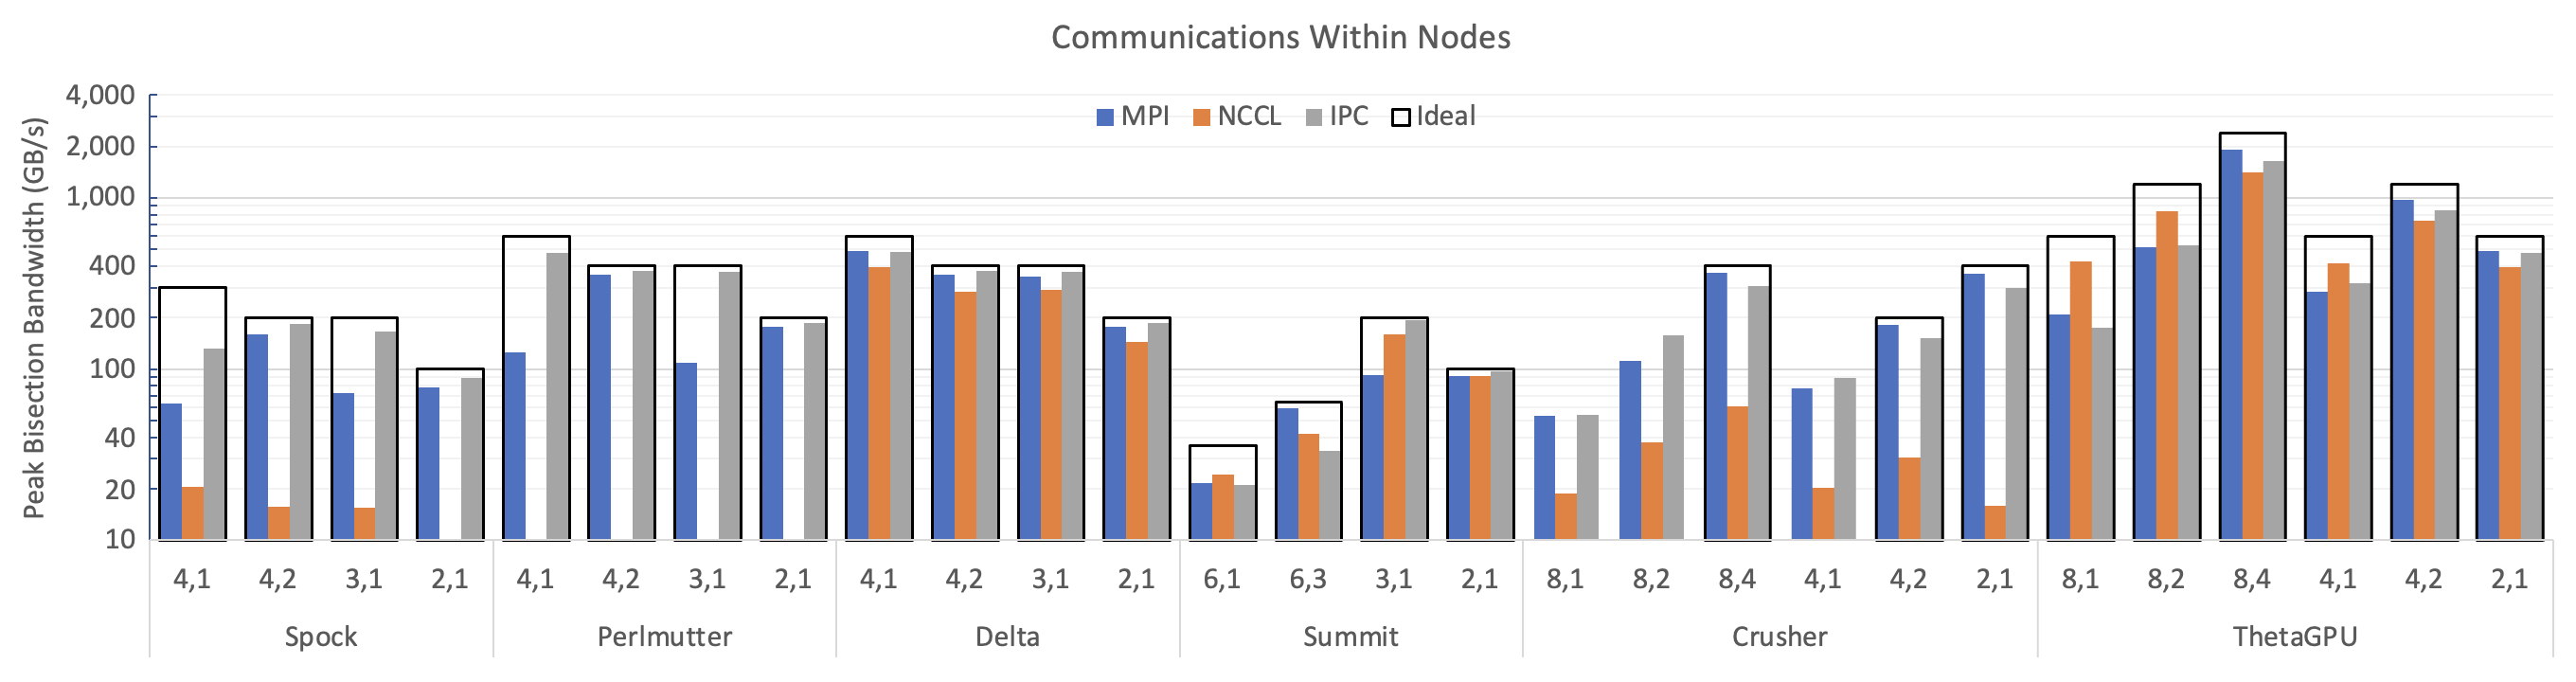 Communications Within Nodes
MPI NCCL IPC Ideal
Peak Bisection Bandwidth (GB/s)
4,000
2,000
1,000
400
200
100
40
20
10
4,1 4,2 3,1 2,1 4,1 4,2 3,1 2,1 4,1 4,2 3,1 2,1 6,1 6,3 3,1 2,1 8,1 8,2 8,4 4,1 4,2 2,1 8,1 8,2 8,4 4,1 4,2 2,1
Spock Perlmutter Delta Summit Crusher ThetaGPU